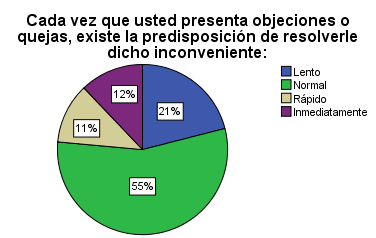 Cada vez que usted presenta objeciones o
quejas, existe la predisposición de resolverle
dicho inconveniente:
Lento
Normal
Rápido
Inmediatamente
12%
21%
11%
55%